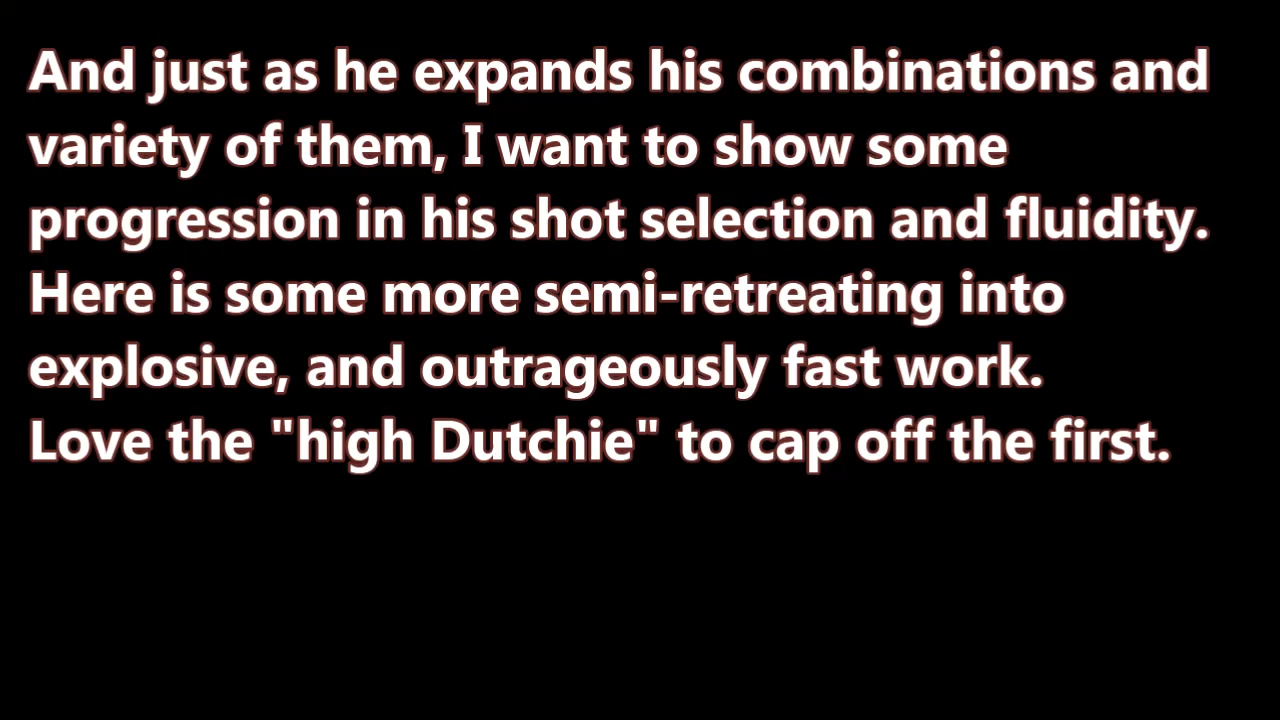 And just as he expands his combinations and
variety of them, I want to show some
progression in his shot selection and fluidity.
Here is some more semi-retreating into
explosive, and outrageously fast work.
Love the "high Dutchie" to cap off the first.